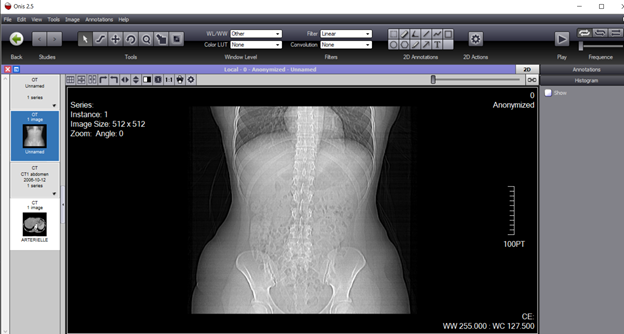 Onis 2.5
File Edit View Tools Image Annotations Help
WL/WW Other Filter Linear
Color LUT None Convolution None
Back Studies Tools Window Level Filters 2D Annotations 2D Actions Play Frequence
Local - 0 - Anonymized - Unnamed
2D
Annotations
Histogram
Show
CT
Unnamed
1 series
CT
1 image
Unnamed
CT
CT1 abdomen
2006-10-12
1 series
CT
1 image
ARTERIELLE
Series:
Instance: 1
Image Size: 512 x 512
Zoom: Angle: 0
0
Anonymized
100PT
CE:
WW 255.000 : WC 127.500